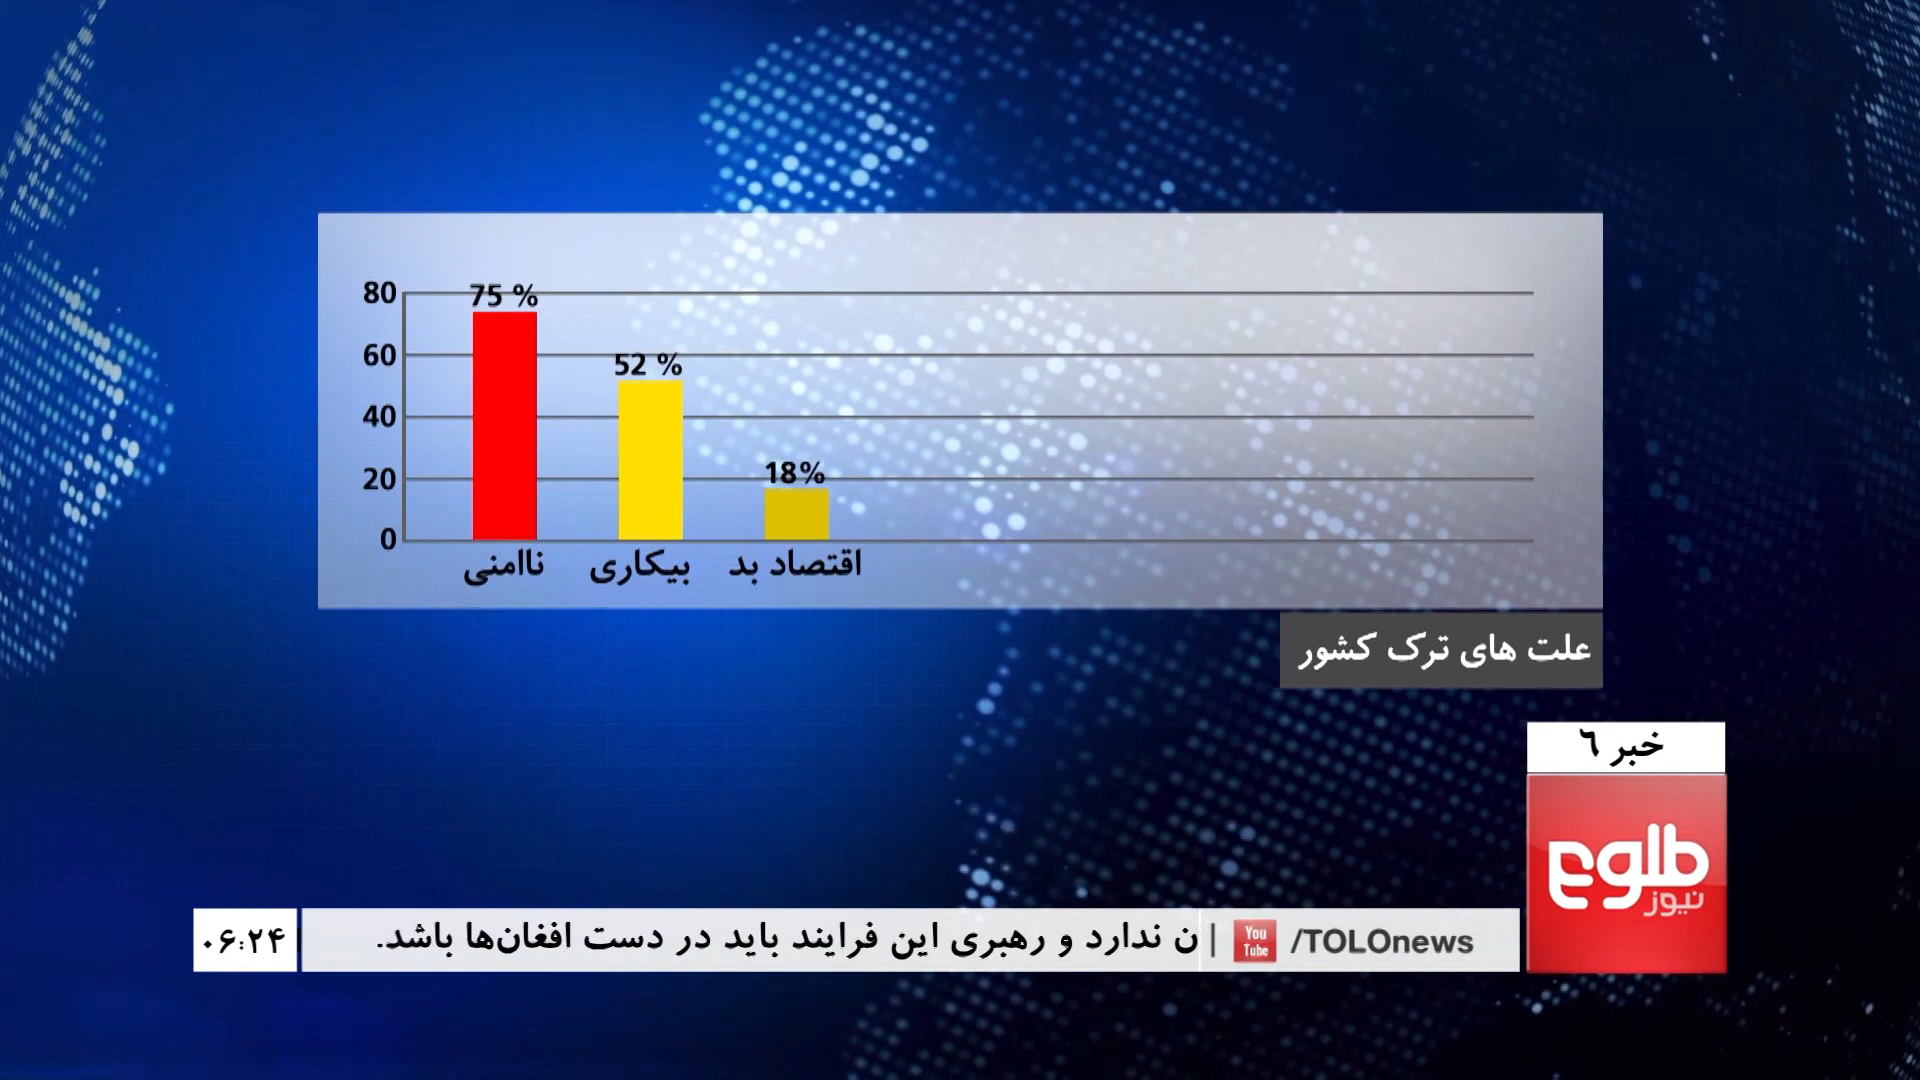 80
75 %
60
52 %
40
20
18%
0
ناامنی
بیکاری
اقتصاد بد
علت های ترک کشور
خبر ٦
طلوع
نیوز
۰۶:۲۴
ن ندارد و رهبری این فرایند باید در دست افغان‌ها باشد.
| You Tube /TOLOnews